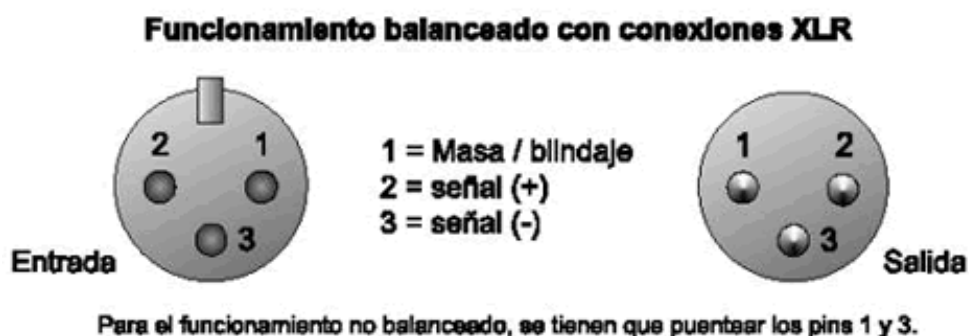 Funcionamiento balanceado con conexiones XLR
2 1
3
Entrada
1 = Masa / blindaje
2 = señal (+)
3 = señal (-)
1 2
3
Salida
Para el funcionamiento no balanceado, se tienen que puentear los pins 1 y 3.